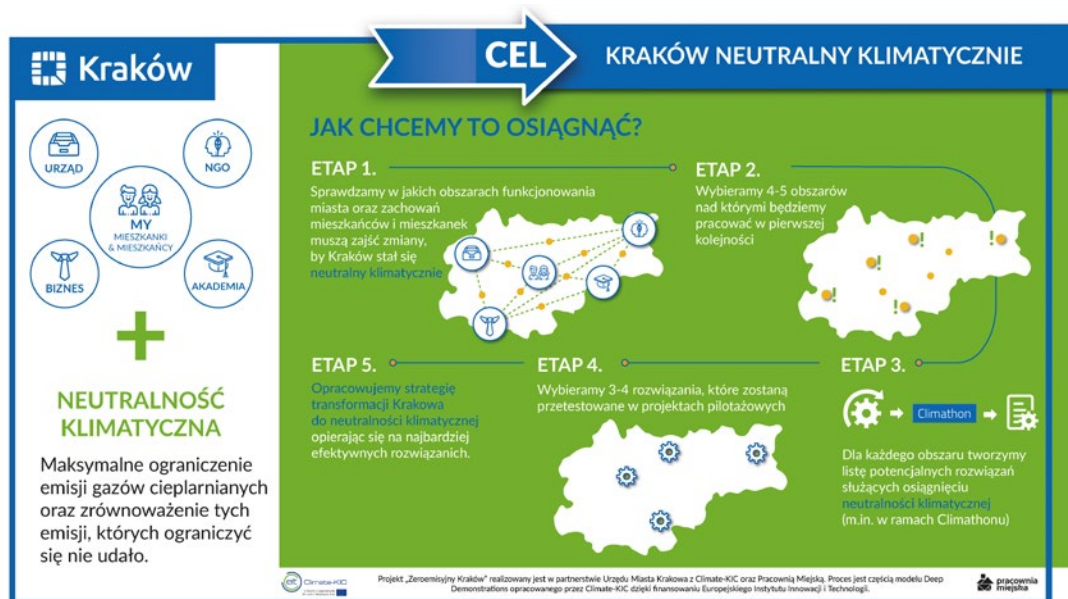 Kraków
CEL
KRAKÓW NEUTRALNY KLIMATYCZNIE
URZĄD
NGO
MY
MIESZKANKI
& MIESZKAŃCY
BIZNES
AKADEMIA
+
NEUTRALNOŚĆ
KLIMATYCZNA
Maksymalne ograniczenie
emisji gazów cieplarnianych
oraz zrównoważenie tych
emisji, których ograniczyć
się nie udało.
JAK CHCEMY TO OSIĄGNĄĆ?
ETAP 1.
Sprawdzamy w jakich obszarach funkcjonowania
miasta oraz zachowań
mieszkańców i mieszkanek
muszą zajść zmiany,
by Kraków stał się
neutralny klimatycznie
ETAP 2.
Wybieramy 4-5 obszarów
nad którymi będziemy
pracować w pierwszej
kolejności
!
!
!
!
!
ETAP 3.
Climathon
Dla każdego obszaru tworzymy
listę potencjalnych rozwiązań
służących osiągnięciu
neutralności klimatycznej
(m.in. w ramach Climathonu)
ETAP 4.
Wybieramy 3-4 rozwiązania, które zostaną
przetestowane w projektach pilotażowych
ETAP 5.
Opracowujemy strategię
transformacji Krakowa
do neutralności klimatycznej
opierając się na najbardziej
efektywnych rozwiązanich.
Climate-KIC
Projekt „Zeroemisyjny Kraków” realizowany jest w partnerstwie Urzędu Miasta Krakowa z Climate-KIC oraz Pracownią Miejską. Proces jest częścią modelu Deep
Demonstrations opracowanego przez Climate-KIC dzięki finansowaniu Europejskiego Instytutu Innowacji i Technologii.
pracownia
miejska